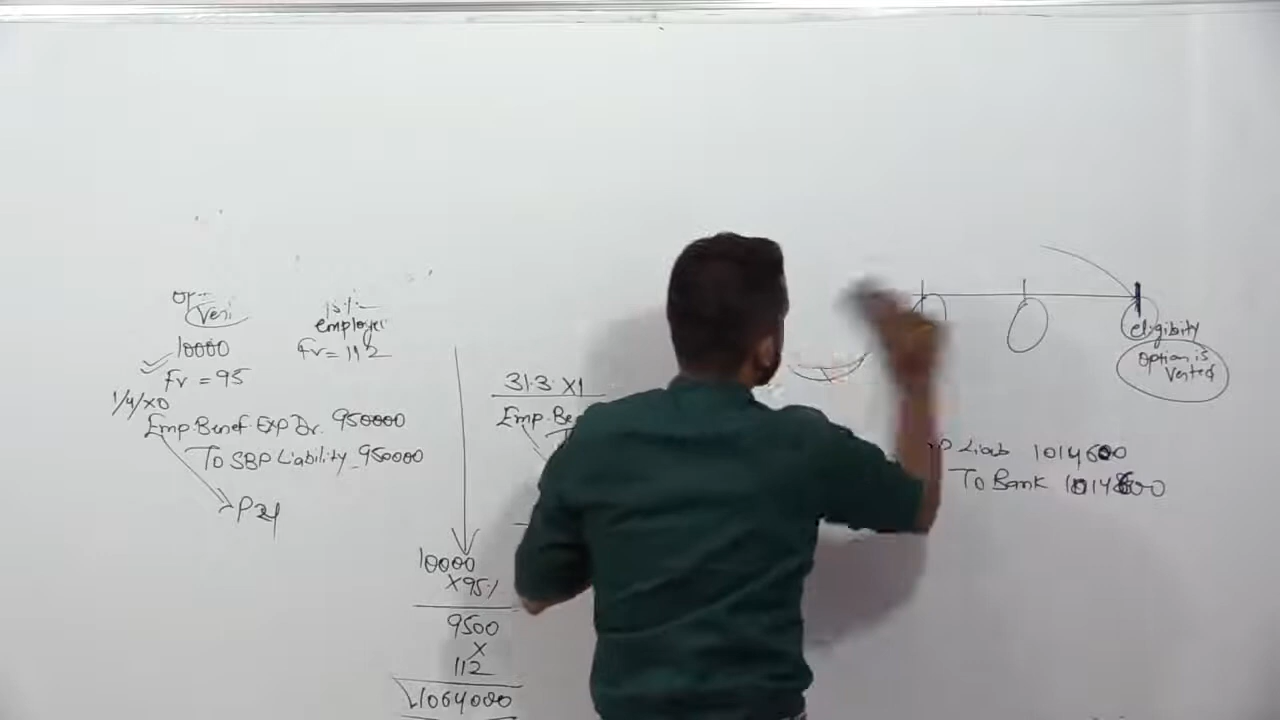 10000
Fv = 95
1/4/X0
Emp. Benef. Exp Dr. 950000
To SBP Liability 950000
P&L
employee
Fv = 112
10000
X 95%
9500
X
112
1064000
31.3.X1
Emp. Be
eligibity
option is
vested
Liab 1014600
To Bank 1014600